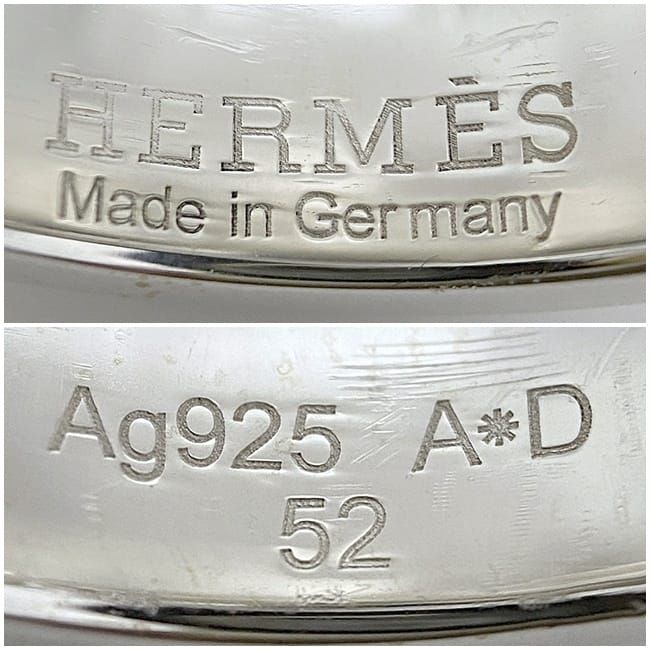 HERMÈS
Made in Germany
Ag925 A*D
52